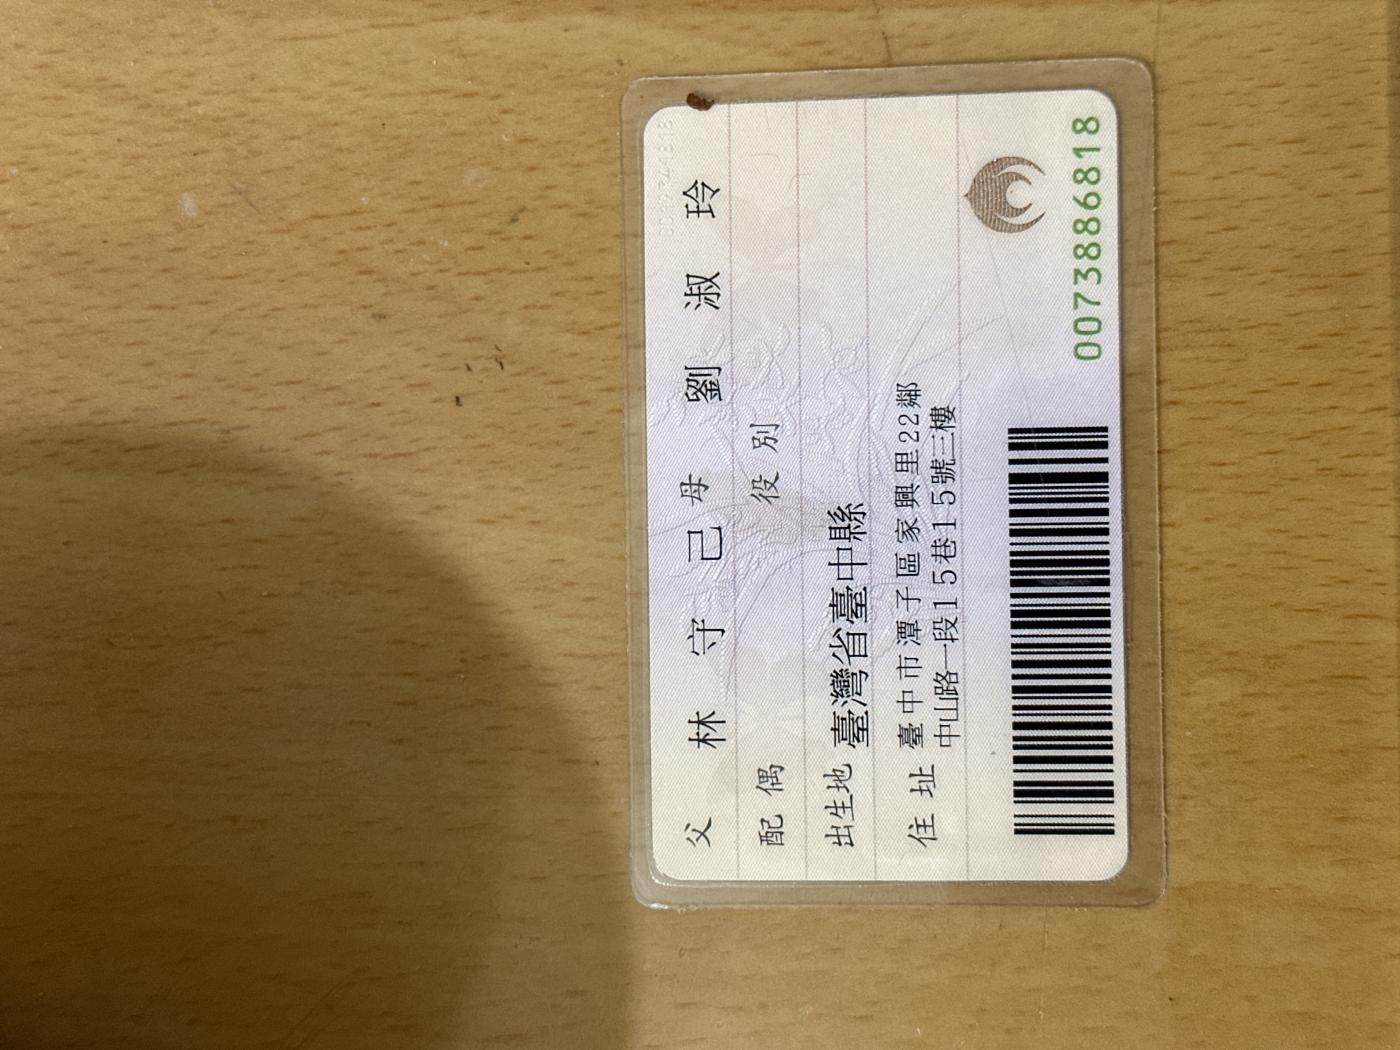 父 林守己 母 劉淑玲
配偶 役別
出生地 臺灣省臺中縣
住址 臺中市潭子區家興里22鄰
中山路一段15巷15號三樓
0073886818